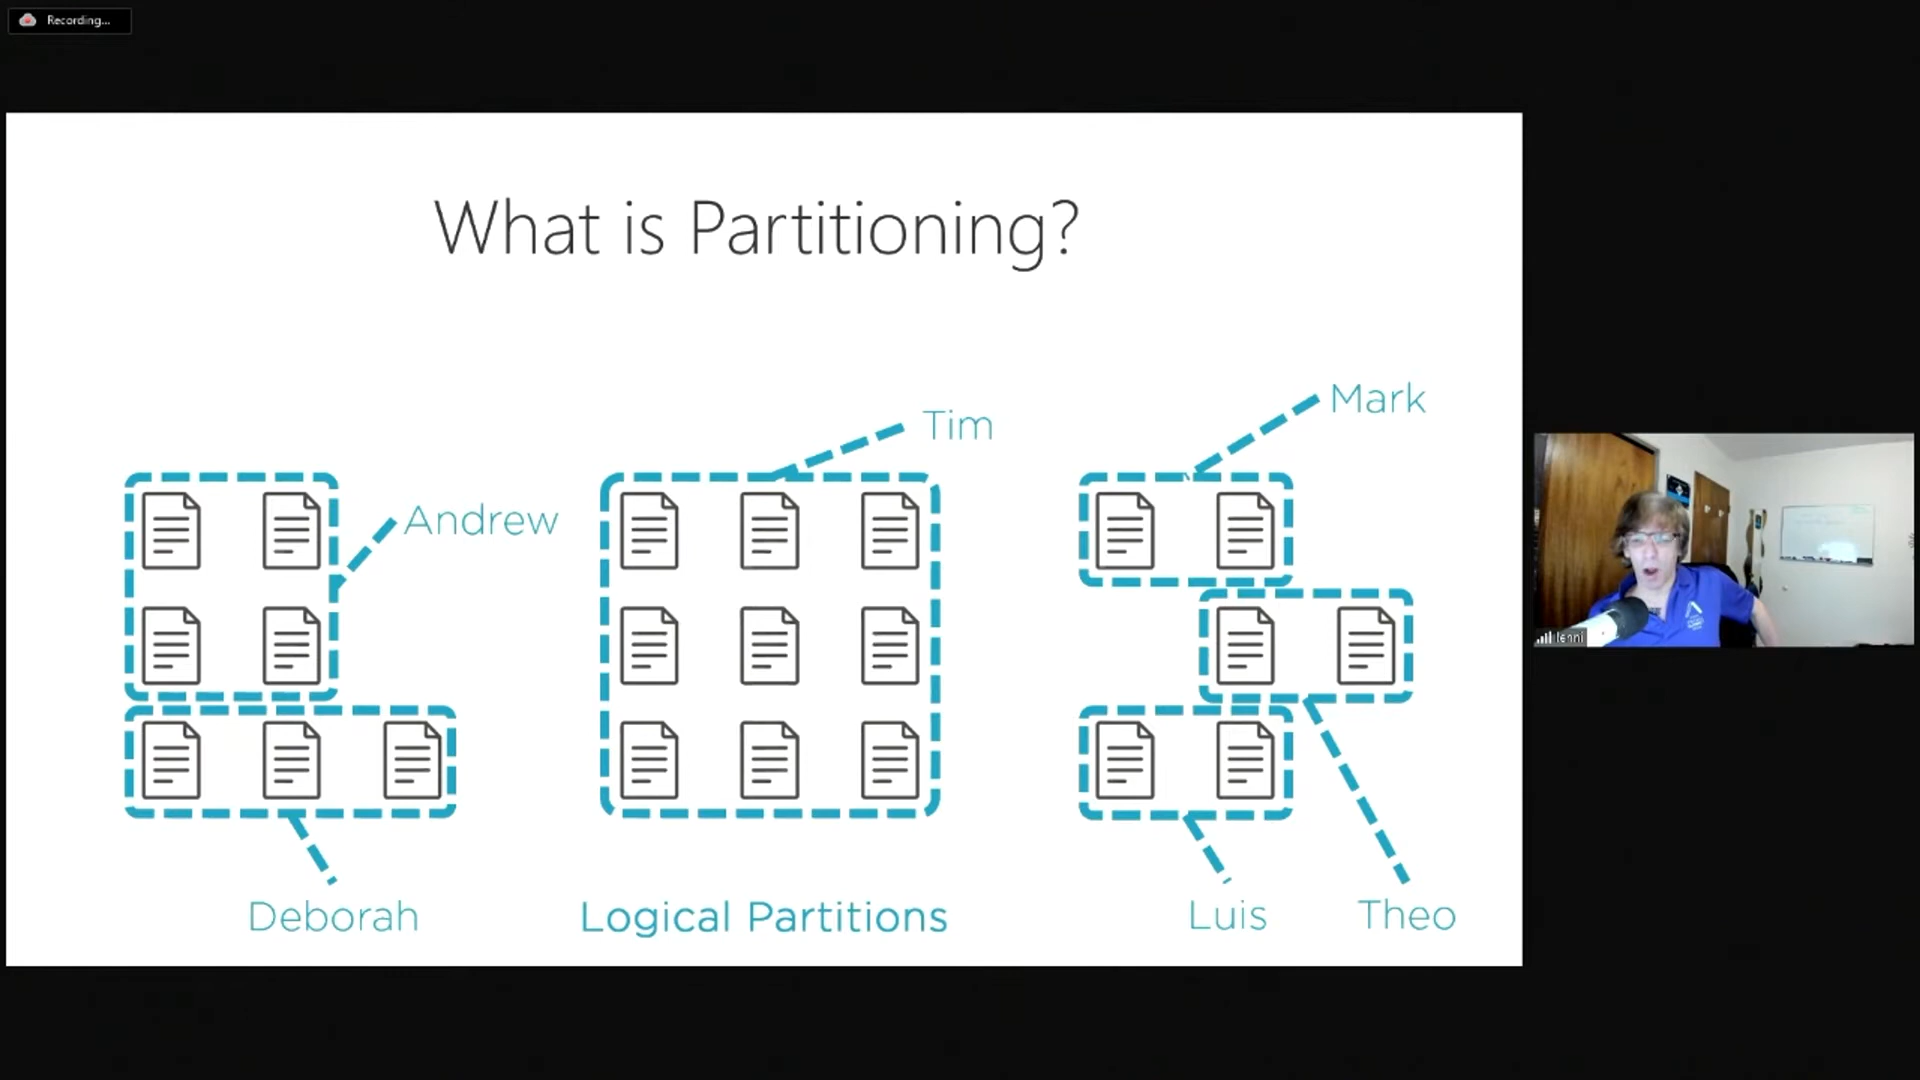 Recording...
What is Partitioning?
Mark
Tim
Andrew
Deborah
Logical Partitions
Luis
Theo